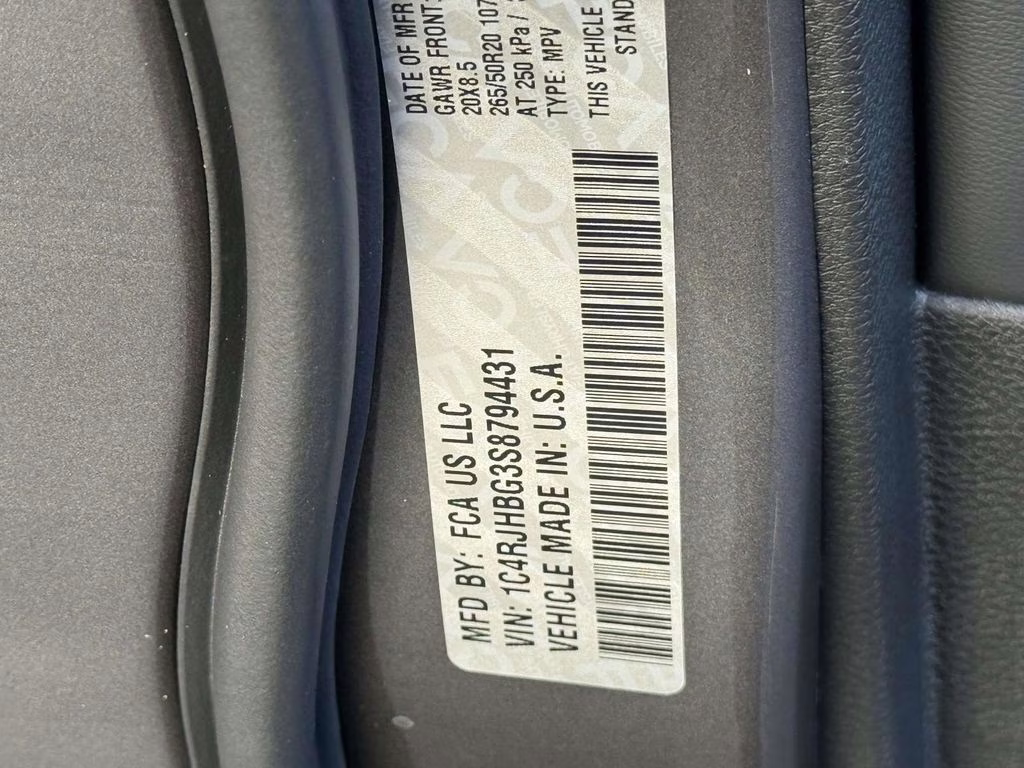 MFD BY: FCA US LLC
VIN: 1C4RJHBG3S8794431
VEHICLE MADE IN: U.S.A.
DATE OF MFR
GAWR FRONT:
20X8.5
265/50R20 107
AT 250 kPa /
TYPE: MPV
THIS VEHICLE
STAND